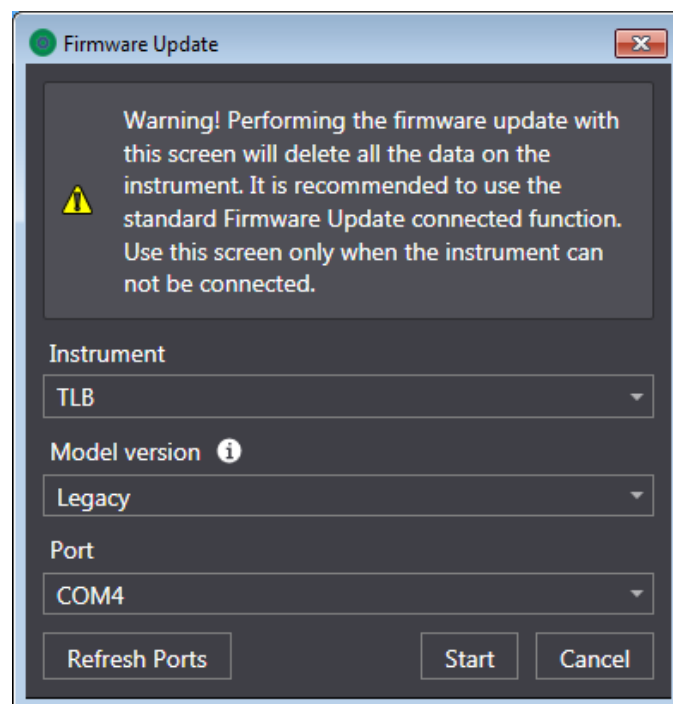 Firmware Update
Warning! Performing the firmware update with
this screen will delete all the data on the
instrument. It is recommended to use the
standard Firmware Update connected function.
Use this screen only when the instrument can
not be connected.
Instrument
TLB
Model version
Legacy
Port
COM4
Refresh Ports Start Cancel